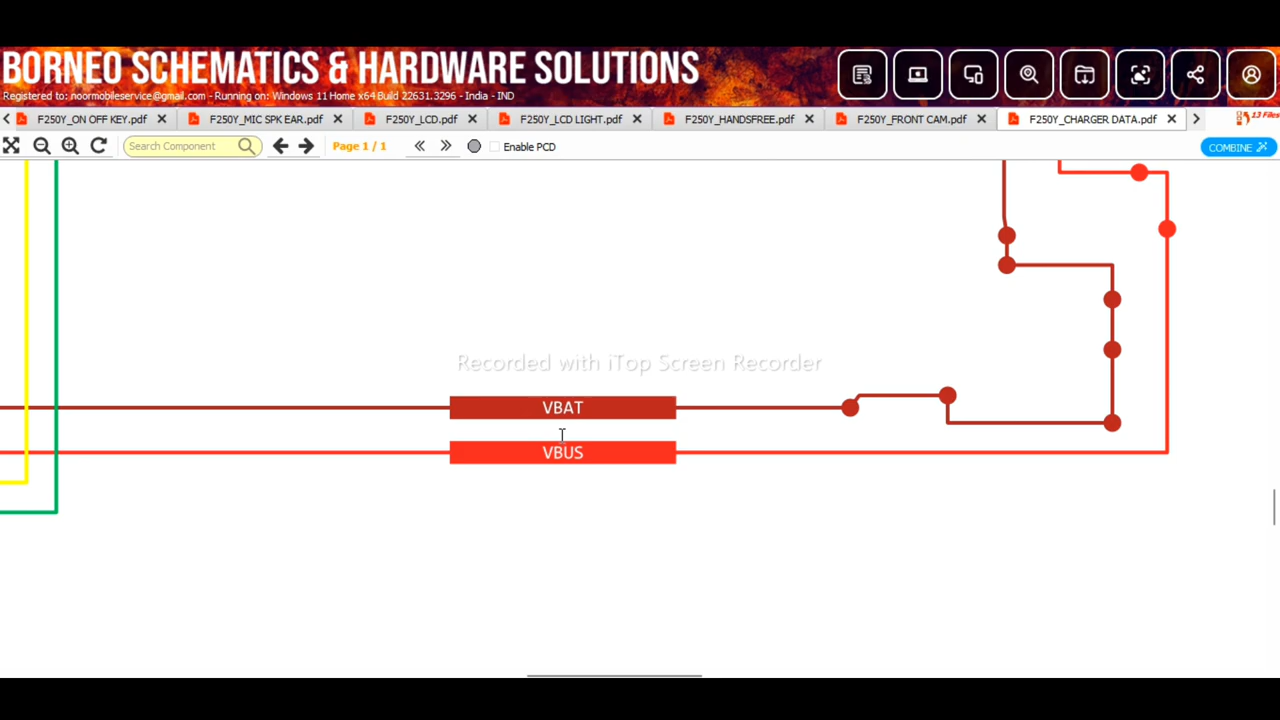 BORNEO SCHEMATICS & HARDWARE SOLUTIONS
Registered to: noormobileservice@gmail.com - Running on: Windows 11 Home x64 Build 22631.3296 - India - IND
F250Y_ON OFF KEY.pdf F250Y_MIC SPK EAR.pdf F250Y_LCD.pdf F250Y_LCD LIGHT.pdf F250Y_HANDSFREE.pdf F250Y_FRONT CAM.pdf F250Y_CHARGER DATA.pdf 13 Files
Search Component Page 1 / 1 Enable PCD COMBINE
Recorded with iTop Screen Recorder
VBAT
VBUS